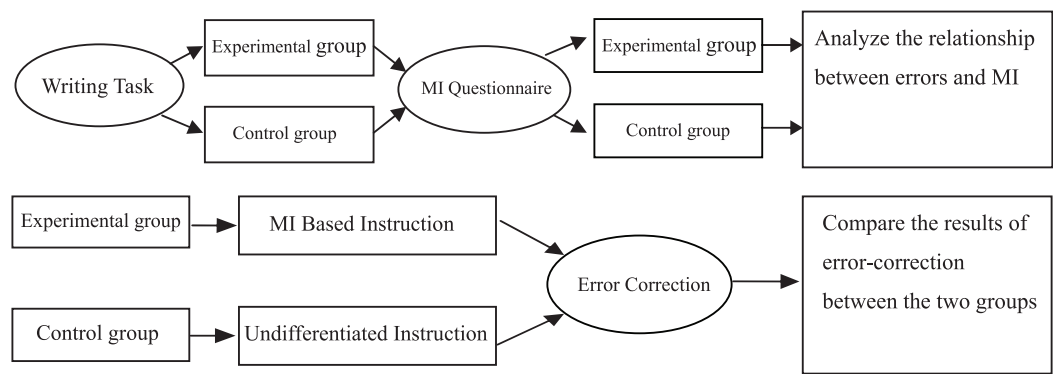 Writing Task
Experimental group
Control group
MI Questionnaire
Experimental group
Control group
Analyze the relationship
between errors and MI
Experimental group
MI Based Instruction
Control group
Undifferentiated Instruction
Error Correction
Compare the results of
error-correction
between the two groups